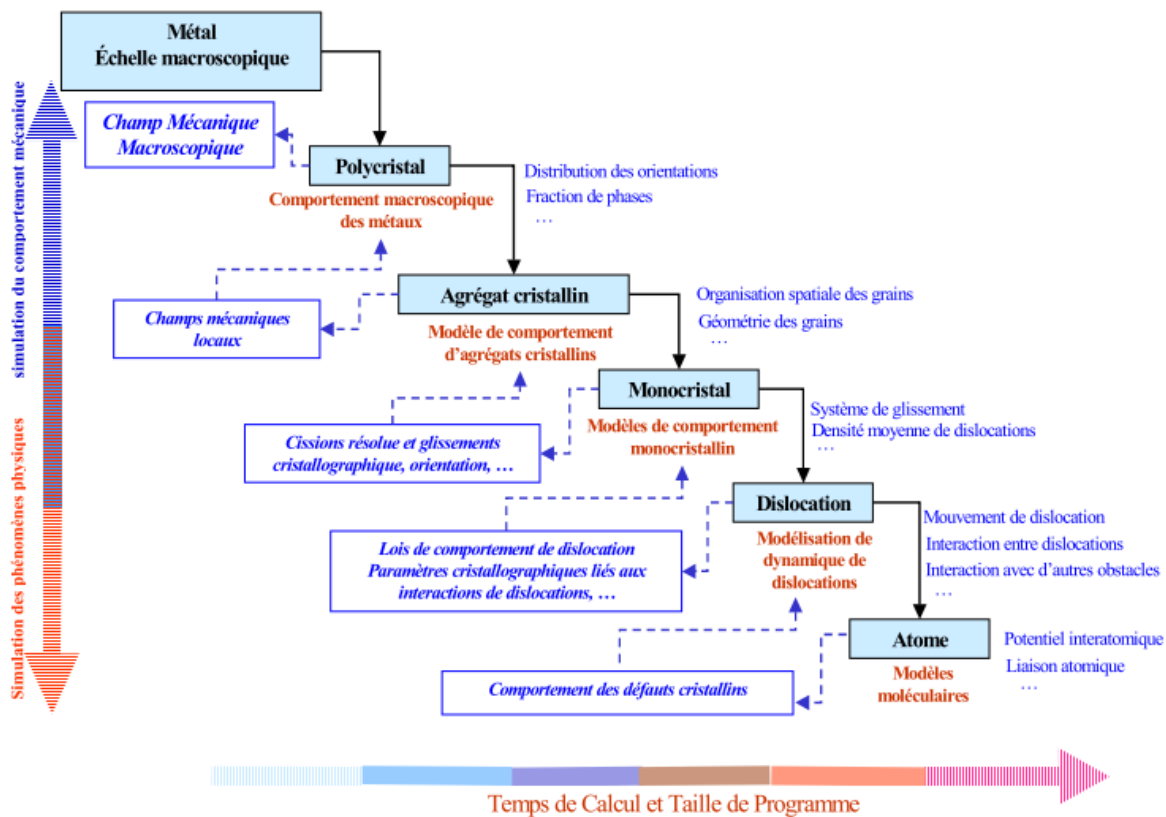 Métal
Échelle macroscopique
simulation du comportement mécanique
Simulation des phénomènes physiques
Champ Mécanique
Macroscopique
Polycristal
Comportement macroscopique
des métaux
Distribution des orientations
Fraction de phases
…
Agrégat cristallin
Modèle de comportement
d'agrégats cristallins
Champs mécaniques
locaux
Organisation spatiale des grains
Géométrie des grains
…
Monocristal
Modèles de comportement
monocristallin
Cissions résolue et glissements
cristallographique, orientation, …
Système de glissement
Densité moyenne de dislocations
…
Dislocation
Modélisation de
dynamique de
dislocations
Lois de comportement de dislocation
Paramètres cristallographiques liés aux
interactions de dislocations, …
Mouvement de dislocation
Interaction entre dislocations
Interaction avec d'autres obstacles
…
Atome
Modèles
moléculaires
Comportement des défauts cristallins
Potentiel interatomique
Liaison atomique
…
Temps de Calcul et Taille de Programme